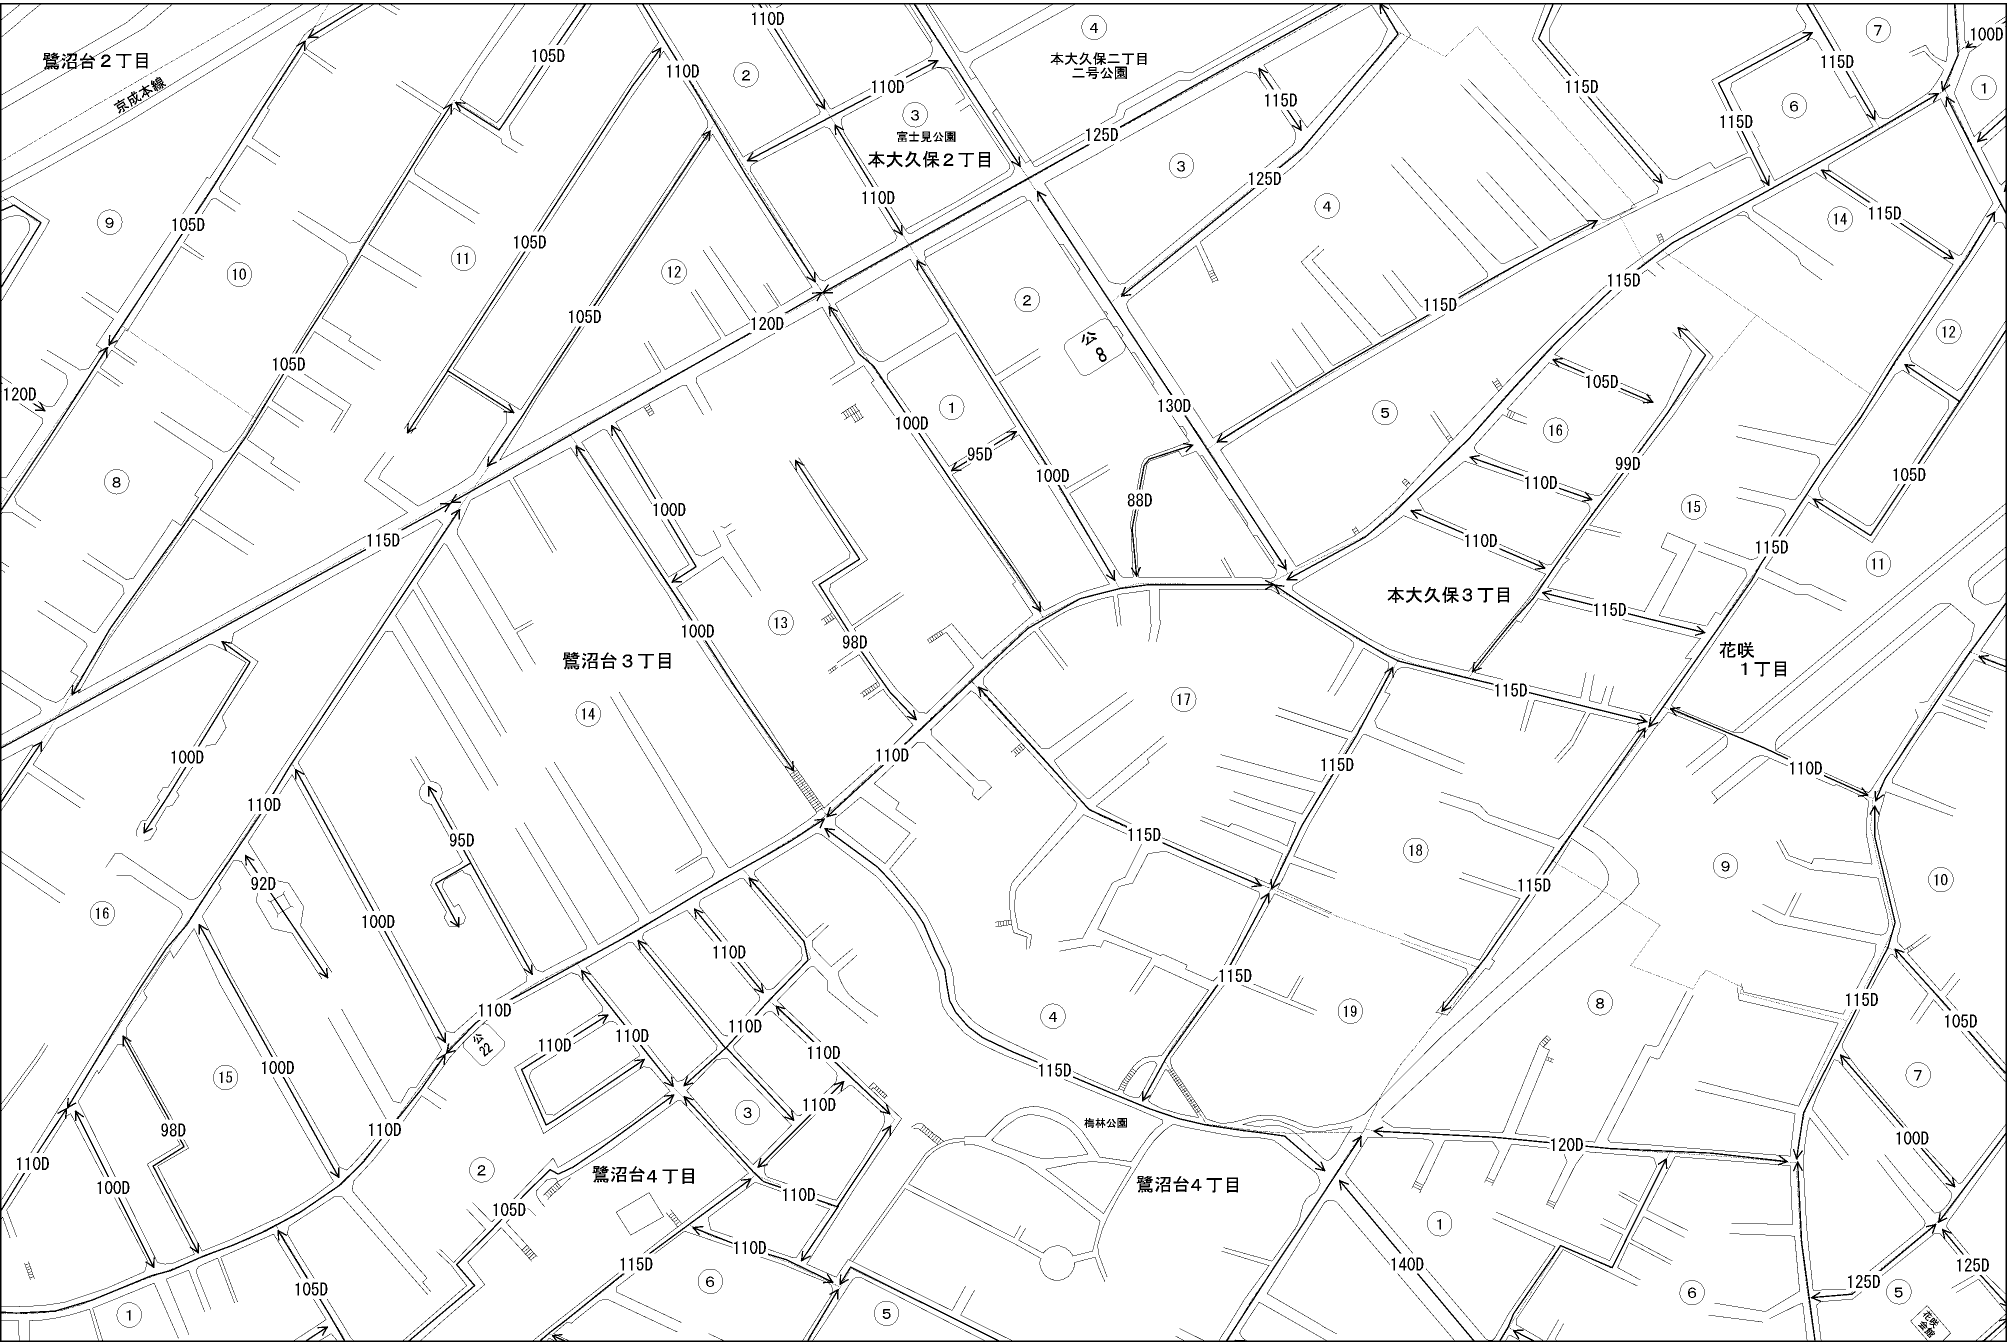 110D
④
本大久保二丁目
二号公園
⑦
100D
鷺沼台２丁目
105D
110D
②
110D
115D
115D
115D
①
京成本線
③
富士見公園
本大久保２丁目
125D
⑥
115D
③
125D
110D
④
⑭
115D
⑨
105D
⑩
⑪
105D
⑫
105D
120D
②
公
8
115D
115D
⑫
105D
120D
130D
①
100D
⑤
105D
⑯
99D
110D
⑧
95D
100D
88D
100D
⑮
105D
115D
110D
115D
⑪
本大久保３丁目
115D
100D
⑬
98D
鷺沼台３丁目
花咲
１丁目
⑭
⑰
115D
100D
110D
115D
110D
110D
95D
115D
⑱
115D
⑨
⑩
92D
⑯
100D
110D
115D
110D
公
22
110D
110D
110D
④
⑲
⑧
115D
105D
110D
115D
⑮
100D
③
110D
⑦
98D
110D
梅林公園
120D
100D
110D
100D
②
鷺沼台４丁目
110D
鷺沼台４丁目
105D
①
110D
115D
⑥
140D
125D
125D
105D
①
⑤
⑥
⑤
花咲
会館